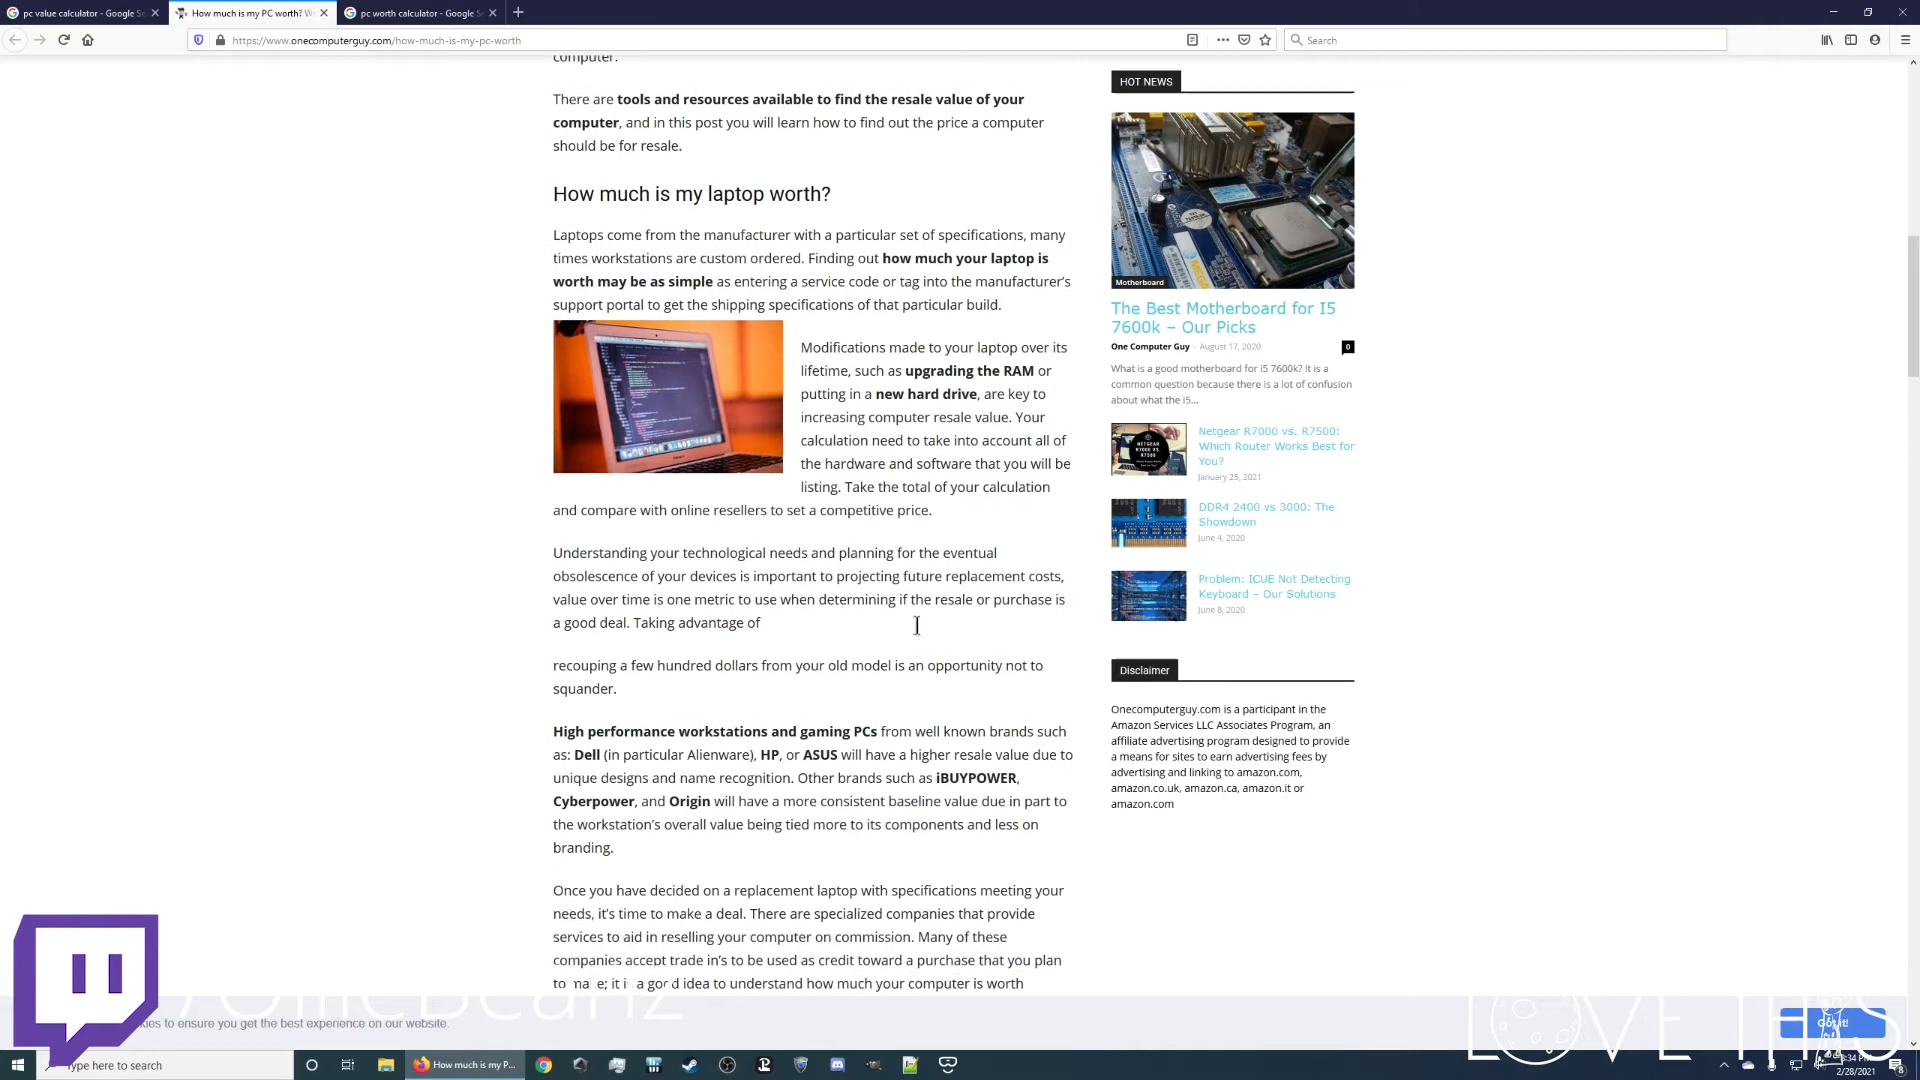 pc value calculator - Google Se
How much is my PC worth? W
pc worth calculator - Google Se
https://www.onecomputerguy.com/how-much-is-my-pc-worth
Search
computer.
There are tools and resources available to find the resale value of your
computer, and in this post you will learn how to find out the price a computer
should be for resale.
How much is my laptop worth?
Laptops come from the manufacturer with a particular set of specifications, many
times workstations are custom ordered. Finding out how much your laptop is
worth may be as simple as entering a service code or tag into the manufacturer's
support portal to get the shipping specifications of that particular build.
Modifications made to your laptop over its
lifetime, such as upgrading the RAM or
putting in a new hard drive, are key to
increasing computer resale value. Your
calculation need to take into account all of
the hardware and software that you will be
listing. Take the total of your calculation
and compare with online resellers to set a competitive price.
Understanding your technological needs and planning for the eventual
obsolescence of your devices is important to projecting future replacement costs,
value over time is one metric to use when determining if the resale or purchase is
a good deal. Taking advantage of
recouping a few hundred dollars from your old model is an opportunity not to
squander.
High performance workstations and gaming PCs from well known brands such
as: Dell (in particular Alienware), HP, or ASUS will have a higher resale value due to
unique designs and name recognition. Other brands such as iBUYPOWER,
Cyberpower, and Origin will have a more consistent baseline value due in part to
the workstation's overall value being tied more to its components and less on
branding.
Once you have decided on a replacement laptop with specifications meeting your
needs, it's time to make a deal. There are specialized companies that provide
services to aid in reselling your computer on commission. Many of these
companies accept trade in's to be used as credit toward a purchase that you plan
to make; it is a good idea to understand how much your computer is worth
HOT NEWS
Motherboard
The Best Motherboard for I5
7600k – Our Picks
One Computer Guy - August 17, 2020
0
What is a good motherboard for i5 7600k? It is a
common question because there is a lot of confusion
about what the i5...
NETGEAR
R7000 VS.
R7500
Netgear R7000 vs. R7500:
Which Router Works Best for
You?
January 25, 2021
DDR4 2400 vs 3000: The
Showdown
June 4, 2020
Problem: ICUE Not Detecting
Keyboard – Our Solutions
June 8, 2020
Disclaimer
Onecomputerguy.com is a participant in the
Amazon Services LLC Associates Program, an
affiliate advertising program designed to provide
a means for sites to earn advertising fees by
advertising and linking to amazon.com,
amazon.co.uk, amazon.ca, amazon.it or
amazon.com
kies to ensure you get the best experience on our website.
Got it!
LOVE THIS
Type here to search
How much is my P...
:34 PM
2/28/2021
8